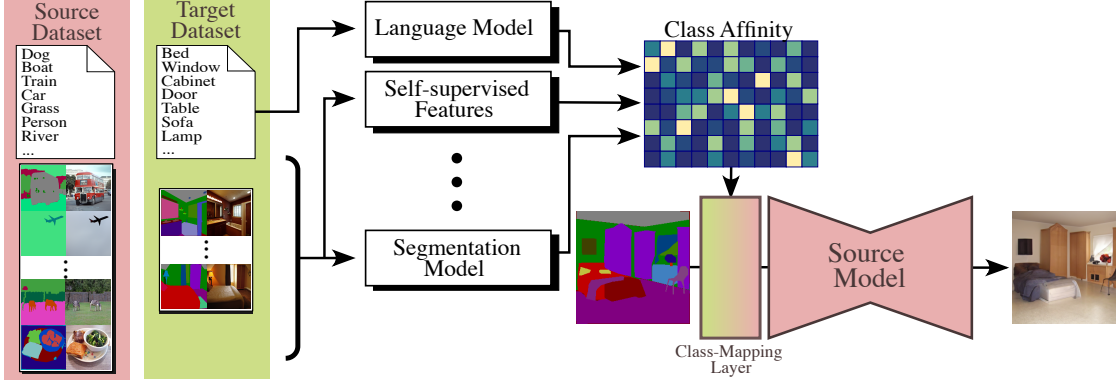 Source
Dataset
Dog
Boat
Train
Car
Grass
Person
River
...
Target
Dataset
Bed
Window
Cabinet
Door
Table
Sofa
Lamp
...
Language Model
Self-supervised
Features
Segmentation
Model
Class Affinity
Class-Mapping
Layer
Source
Model